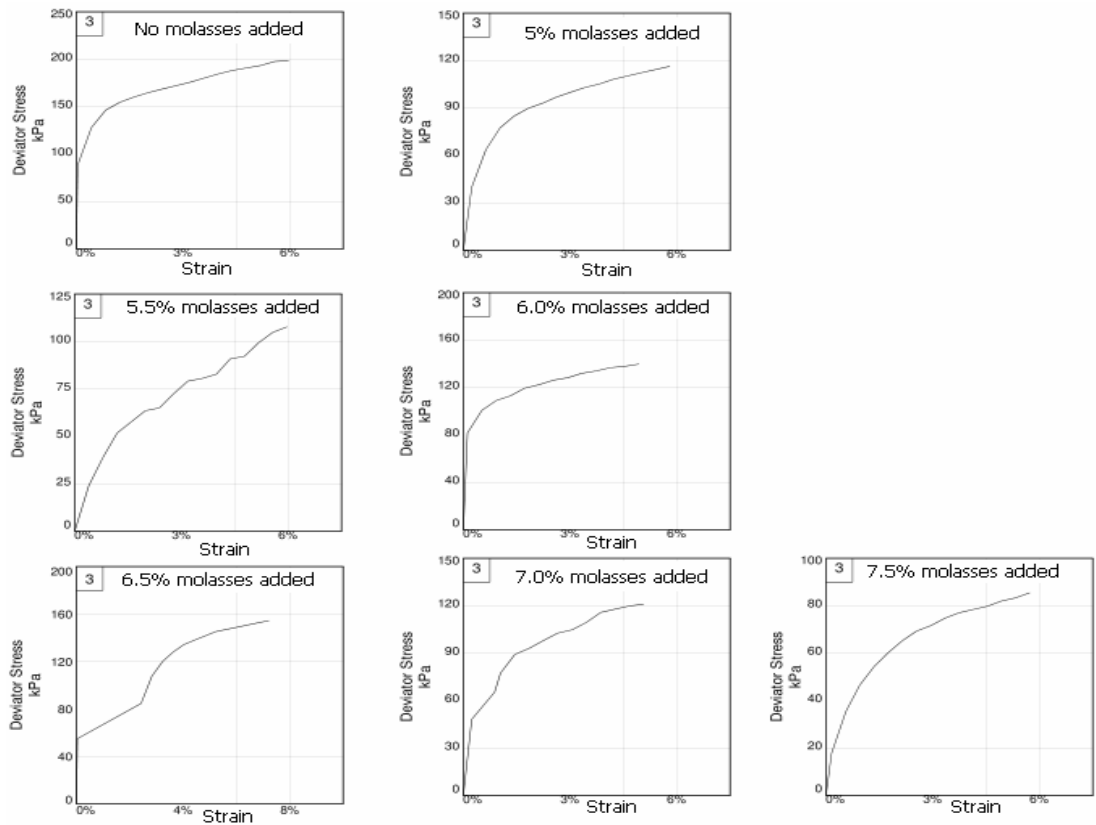 3 No molasses added
250
200
150
100
50
0
Deviator Stress
kPa
0% 3% 6%
Strain
3 5% molasses added
150
120
90
60
30
0
Deviator Stress
kPa
0% 3% 6%
Strain
3 5.5% molasses added
125
100
75
50
25
0
Deviator Stress
kPa
0% 3% 6%
Strain
3 6.0% molasses added
200
160
120
80
40
0
Deviator Stress
kPa
0% 3% 6%
Strain
3 6.5% molasses added
200
160
120
80
40
0
Deviator Stress
kPa
0% 4% 8%
Strain
3 7.0% molasses added
150
120
90
60
30
0
Deviator Stress
kPa
0% 3% 6%
Strain
3 7.5% molasses added
100
80
60
40
20
0
Deviator Stress
kPa
0% 3% 6%
Strain